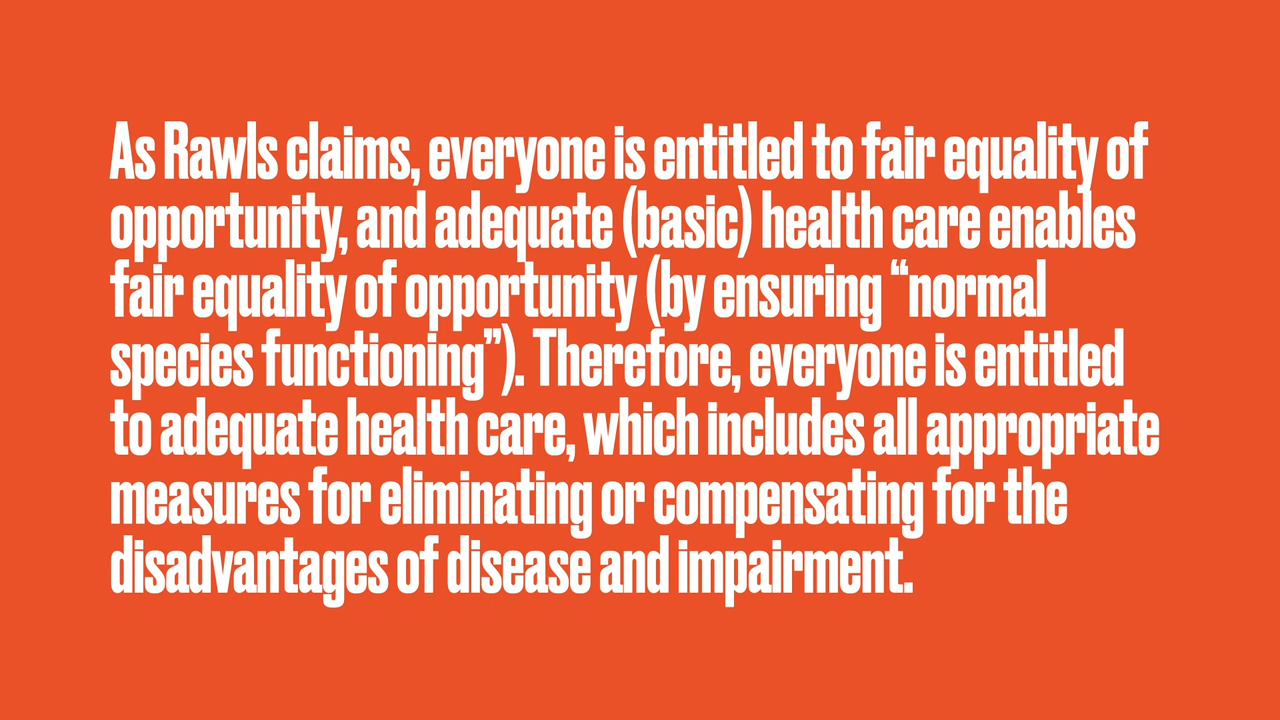 As Rawls claims, everyone is entitled to fair equality of
opportunity, and adequate (basic) health care enables
fair equality of opportunity (by ensuring “normal
species functioning”). Therefore, everyone is entitled
to adequate health care, which includes all appropriate
measures for eliminating or compensating for the
disadvantages of disease and impairment.